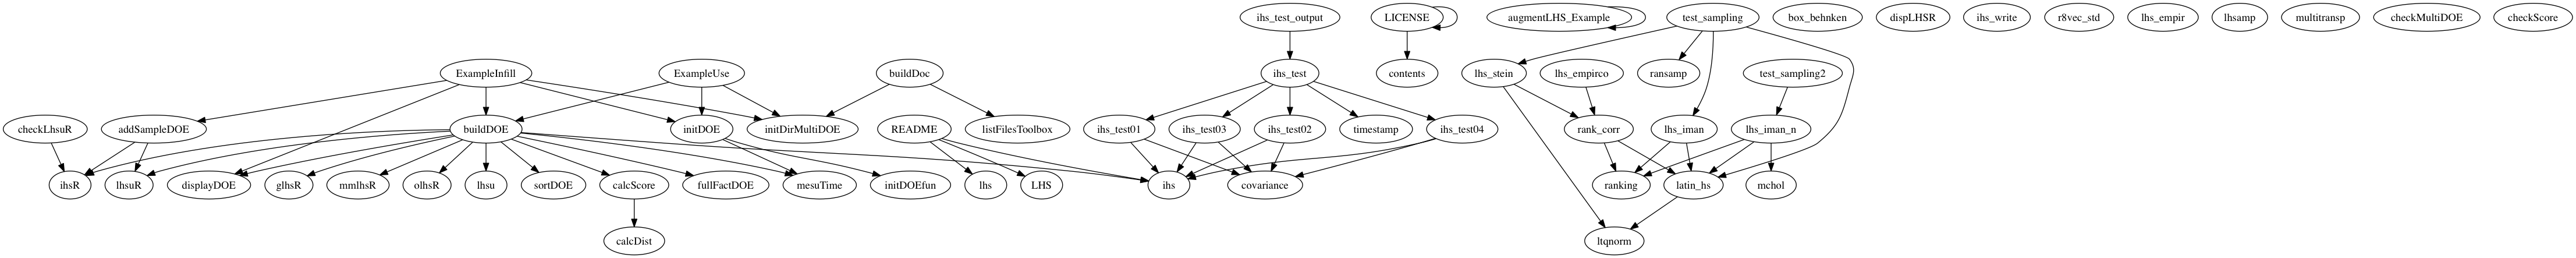 ihs_test_output
LICENSE
augmentLHS_Example
test_sampling
box_behnken
dispLHSR
ihs_write
r8vec_std
lhs_empir
lhsamp
multitransp
checkMultiDOE
checkScore
ExampleInfill
ExampleUse
buildDoc
ihs_test
contents
lhs_stein
lhs_empirco
ransamp
test_sampling2
checkLhsuR
addSampleDOE
buildDOE
initDOE
initDirMultiDOE
README
listFilesToolbox
ihs_test01
ihs_test03
ihs_test02
timestamp
ihs_test04
rank_corr
lhs_iman
lhs_iman_n
ihsR
lhsuR
displayDOE
glhsR
mmlhsR
olhsR
lhsu
sortDOE
calcScore
fullFactDOE
mesuTime
initDOEfun
lhs
LHS
ihs
covariance
ranking
latin_hs
mchol
calcDist
ltqnorm